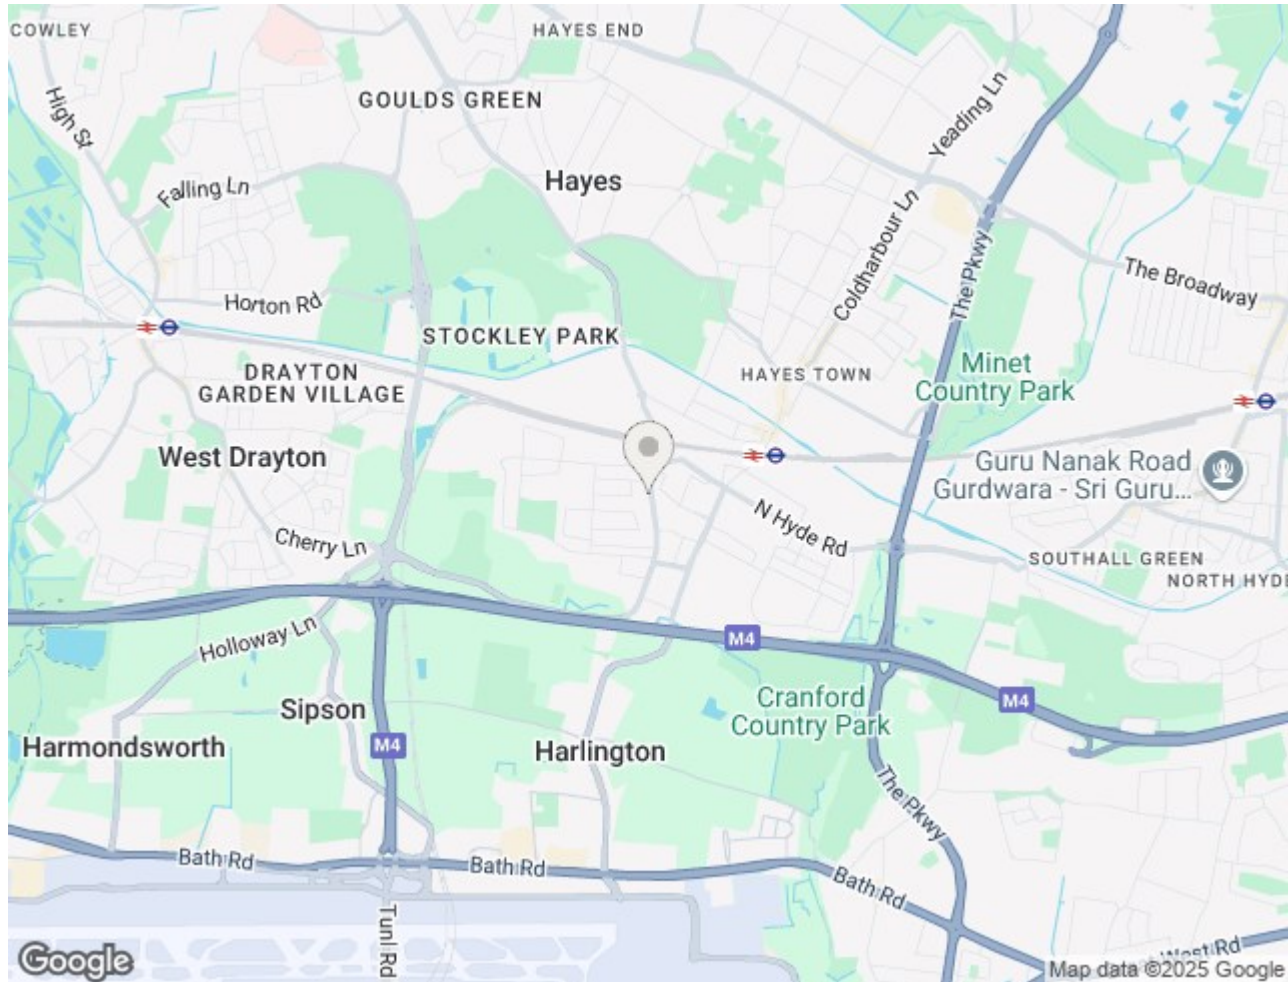 COWLEY
HAYES END
High St
GOULDS GREEN
Yeading Ln
Falling Ln
Hayes
Coldharbour Ln
The Pkwy
The Broadway
Horton Rd
STOCKLEY PARK
DRAYTON
GARDEN VILLAGE
HAYES TOWN
Minet
Country Park
West Drayton
Guru Nanak Road
Gurdwara - Sri Guru...
N Hyde Rd
Cherry Ln
SOUTHALL GREEN
NORTH HYDE
Holloway Ln
M4
M4
Sipson
Cranford
Country Park
Harmondsworth
M4
Harlington
The Pkwy
Bath Rd
Bath Rd
Bath Rd
Tunl Rd
West Rd
Google
Map data ©2025 Google